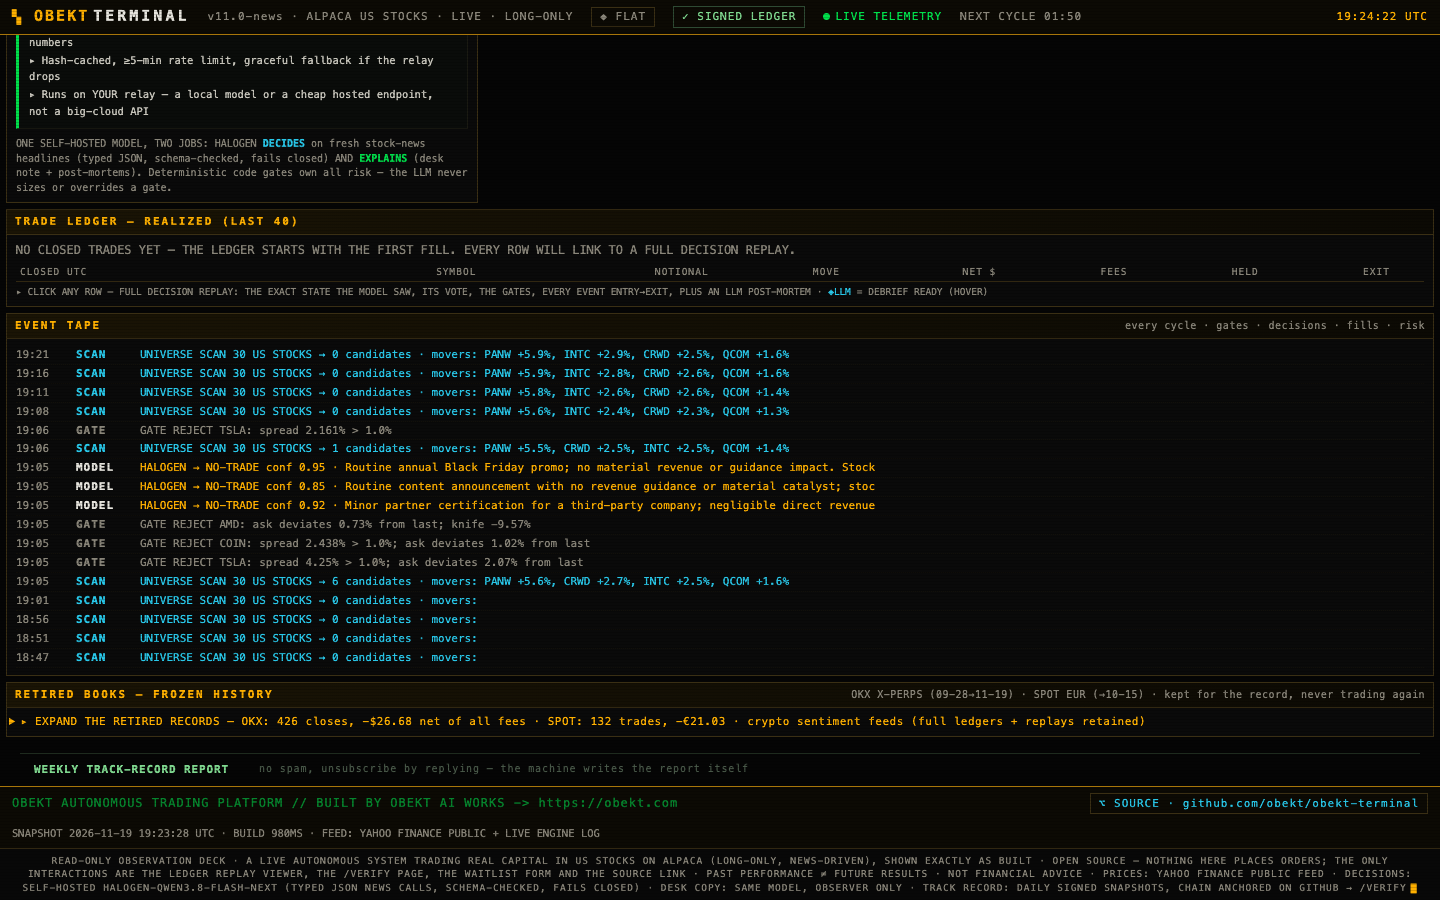 OBEKT TERMINAL v11.0-news · ALPACA US STOCKS · LIVE · LONG-ONLY ◆ FLAT ✓ SIGNED LEDGER ● LIVE TELEMETRY NEXT CYCLE 01:50 19:24:22 UTC
numbers
▸ Hash-cached, ≥5-min rate limit, graceful fallback if the relay
drops
▸ Runs on YOUR relay — a local model or a cheap hosted endpoint,
not a big-cloud API
ONE SELF-HOSTED MODEL, TWO JOBS: HALOGEN DECIDES on fresh stock-news
headlines (typed JSON, schema-checked, fails closed) AND EXPLAINS (desk
note + post-mortems). Deterministic code gates own all risk — the LLM never
sizes or overrides a gate.
TRADE LEDGER — REALIZED (LAST 40)
NO CLOSED TRADES YET — THE LEDGER STARTS WITH THE FIRST FILL. EVERY ROW WILL LINK TO A FULL DECISION REPLAY.
CLOSED UTC SYMBOL NOTIONAL MOVE NET $ FEES HELD EXIT
▸ CLICK ANY ROW — FULL DECISION REPLAY: THE EXACT STATE THE MODEL SAW, ITS VOTE, THE GATES, EVERY EVENT ENTRY→EXIT, PLUS AN LLM POST-MORTEM · ◆LLM = DEBRIEF READY (HOVER)
EVENT TAPE every cycle · gates · decisions · fills · risk
19:21 SCAN UNIVERSE SCAN 30 US STOCKS → 0 candidates · movers: PANW +5.9%, INTC +2.9%, CRWD +2.5%, QCOM +1.6%
19:16 SCAN UNIVERSE SCAN 30 US STOCKS → 0 candidates · movers: PANW +5.9%, INTC +2.8%, CRWD +2.6%, QCOM +1.6%
19:11 SCAN UNIVERSE SCAN 30 US STOCKS → 0 candidates · movers: PANW +5.8%, INTC +2.6%, CRWD +2.6%, QCOM +1.4%
19:08 SCAN UNIVERSE SCAN 30 US STOCKS → 0 candidates · movers: PANW +5.6%, INTC +2.4%, CRWD +2.3%, QCOM +1.3%
19:06 GATE GATE REJECT TSLA: spread 2.161% > 1.0%
19:06 SCAN UNIVERSE SCAN 30 US STOCKS → 1 candidates · movers: PANW +5.5%, CRWD +2.5%, INTC +2.5%, QCOM +1.4%
19:05 MODEL HALOGEN → NO-TRADE conf 0.95 · Routine annual Black Friday promo; no material revenue or guidance impact. Stock
19:05 MODEL HALOGEN → NO-TRADE conf 0.85 · Routine content announcement with no revenue guidance or material catalyst; stoc
19:05 MODEL HALOGEN → NO-TRADE conf 0.92 · Minor partner certification for a third-party company; negligible direct revenue
19:05 GATE GATE REJECT AMD: ask deviates 0.73% from last; knife -9.57%
19:05 GATE GATE REJECT COIN: spread 2.438% > 1.0%; ask deviates 1.02% from last
19:05 GATE GATE REJECT TSLA: spread 4.25% > 1.0%; ask deviates 2.07% from last
19:05 SCAN UNIVERSE SCAN 30 US STOCKS → 6 candidates · movers: PANW +5.6%, CRWD +2.7%, INTC +2.5%, QCOM +1.6%
19:01 SCAN UNIVERSE SCAN 30 US STOCKS → 0 candidates · movers:
18:56 SCAN UNIVERSE SCAN 30 US STOCKS → 0 candidates · movers:
18:51 SCAN UNIVERSE SCAN 30 US STOCKS → 0 candidates · movers:
18:47 SCAN UNIVERSE SCAN 30 US STOCKS → 0 candidates · movers:
RETIRED BOOKS — FROZEN HISTORY OKX X-PERPS (09-28→11-19) · SPOT EUR (→10-15) · kept for the record, never trading again
▶ ▸ EXPAND THE RETIRED RECORDS — OKX: 426 closes, -$26.68 net of all fees · SPOT: 132 trades, -€21.03 · crypto sentiment feeds (full ledgers + replays retained)
WEEKLY TRACK-RECORD REPORT no spam, unsubscribe by replying — the machine writes the report itself
OBEKT AUTONOMOUS TRADING PLATFORM // BUILT BY OBEKT AI WORKS -> https://obekt.com ⌥ SOURCE · github.com/obekt/obekt-terminal
SNAPSHOT 2026-11-19 19:23:28 UTC · BUILD 980MS · FEED: YAHOO FINANCE PUBLIC + LIVE ENGINE LOG
READ-ONLY OBSERVATION DECK · A LIVE AUTONOMOUS SYSTEM TRADING REAL CAPITAL IN US STOCKS ON ALPACA (LONG-ONLY, NEWS-DRIVEN), SHOWN EXACTLY AS BUILT · OPEN SOURCE — NOTHING HERE PLACES ORDERS; THE ONLY
INTERACTIONS ARE THE LEDGER REPLAY VIEWER, THE /VERIFY PAGE, THE WAITLIST FORM AND THE SOURCE LINK · PAST PERFORMANCE ≠ FUTURE RESULTS · NOT FINANCIAL ADVICE · PRICES: YAHOO FINANCE PUBLIC FEED · DECISIONS:
SELF-HOSTED HALOGEN-QWEN3.8-FLASH-NEXT (TYPED JSON NEWS CALLS, SCHEMA-CHECKED, FAILS CLOSED) · DESK COPY: SAME MODEL, OBSERVER ONLY · TRACK RECORD: DAILY SIGNED SNAPSHOTS, CHAIN ANCHORED ON GITHUB → /VERIFY